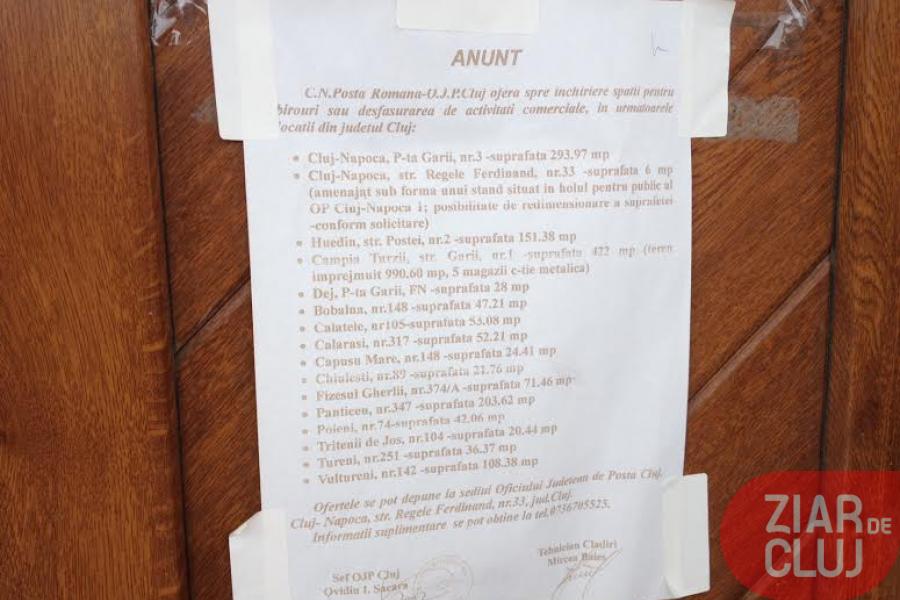 ANUNT
C.N.Posta Romana-O.J.P.Cluj ofera spre inchiriere spatii pentru
birouri sau desfasurarea de activitati comerciale, in urmatoarele
locatii din judetul Cluj:
• Cluj-Napoca, P-ta Garii, nr.3 -suprafata 293.97 mp
• Cluj-Napoca, str. Regele Ferdinand, nr.33 -suprafata 6 mp
(amenajat sub forma unui stand situat in holul pentru public al
OP Cluj-Napoca 1; posibilitate de redimensionare a suprafetei
-conform solicitare)
• Huedin, str. Postei, nr.2 -suprafata 151.38 mp
• Campia Turzii, str. Garii, nr.1 -suprafata 422 mp (teren
imprejmuit 990.60 mp, 5 magazii c-tie metalica)
• Dej, P-ta Garii, FN -suprafata 28 mp
• Bobalna, nr.148 -suprafata 47.21 mp
• Calatele, nr105-suprafata 53.08 mp
• Calarasi, nr.317 -suprafata 52.21 mp
• Capusu Mare, nr.148 -suprafata 24.41 mp
• Chiuiesti, nr.89 -suprafata 21.76 mp
• Fizesul Gherlii, nr.374/A -suprafata 71.46 mp
• Panticeu, nr.347 -suprafata 203.62 mp
• Poieni, nr.74-suprafata 42.06 mp
• Tritenii de Jos, nr.104 -suprafata 20.44 mp
• Tureni, nr.251 -suprafata 36.37 mp
• Vultureni, nr.142 -suprafata 108.38 mp
Ofertele se pot depune la sediul Oficiului Judetean de Posta Cluj,
Cluj- Napoca, str. Regele Ferdinand, nr.33, jud.Cluj.
Informatii suplimentare se pot obtine la tel.0736705525.
Sef OJP Cluj
Ovidiu I. Sacara
Tehnician Cladiri
Mircea Baies
ZIAR DE
CLUJ